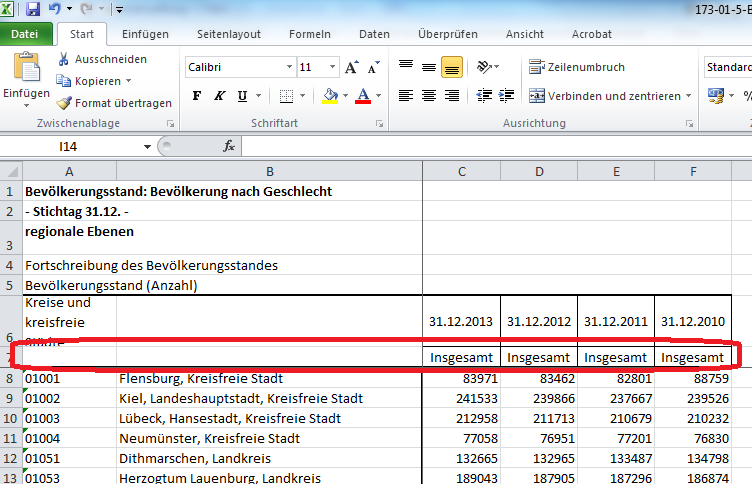 173-01-5-B
Datei Start Einfügen Seitenlayout Formeln Daten Überprüfen Ansicht Acrobat
Einfügen
Ausschneiden
Kopieren
Format übertragen
Zwischenablage
Calibri 11
F K U
Schriftart
Zeilenumbruch
Verbinden und zentrieren
Ausrichtung
Standard
%
I14 fx
A B C D E F
1 Bevölkerungsstand: Bevölkerung nach Geschlecht
2 - Stichtag 31.12. -
3 regionale Ebenen
4 Fortschreibung des Bevölkerungsstandes
5 Bevölkerungsstand (Anzahl)
6 Kreise und kreisfreie Städte 31.12.2013 31.12.2012 31.12.2011 31.12.2010
7 Insgesamt Insgesamt Insgesamt Insgesamt
8 01001 Flensburg, Kreisfreie Stadt 83971 83462 82801 88759
9 01002 Kiel, Landeshauptstadt, Kreisfreie Stadt 241533 239866 237667 239526
10 01003 Lübeck, Hansestadt, Kreisfreie Stadt 212958 211713 210679 210232
11 01004 Neumünster, Kreisfreie Stadt 77058 76951 77201 76830
12 01051 Dithmarschen, Landkreis 132665 132965 133487 134798
13 01053 Herzogtum Lauenburg, Landkreis 189043 187905 187296 186874